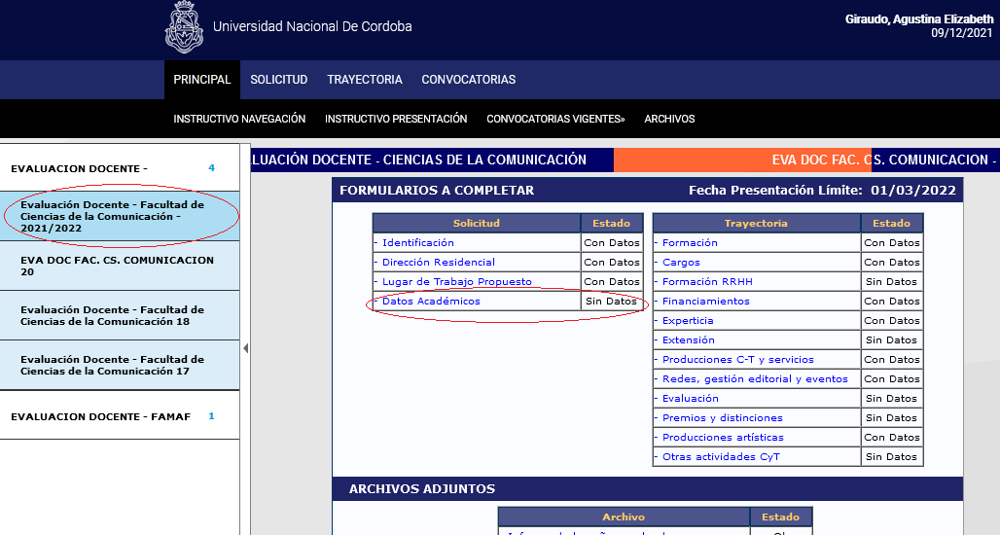 Universidad Nacional De Cordoba
Giraudo, Agustina Elizabeth
09/12/2021
PRINCIPAL SOLICITUD TRAYECTORIA CONVOCATORIAS
INSTRUCTIVO NAVEGACIÓN INSTRUCTIVO PRESENTACIÓN CONVOCATORIAS VIGENTES» ARCHIVOS
EVALUACION DOCENTE - 4
Evaluación Docente - Facultad de
Ciencias de la Comunicación -
2021/2022
EVA DOC FAC. CS. COMUNICACION
20
Evaluación Docente - Facultad de
Ciencias de la Comunicación 18
Evaluación Docente - Facultad de
Ciencias de la Comunicación 17
EVALUACION DOCENTE - FAMAF 1
LUACIÓN DOCENTE - CIENCIAS DE LA COMUNICACIÓN EVA DOC FAC. CS. COMUNICACION -
FORMULARIOS A COMPLETAR Fecha Presentación Límite: 01/03/2022
Solicitud Estado
- Identificación Con Datos
- Dirección Residencial Con Datos
- Lugar de Trabajo Propuesto Con Datos
- Datos Académicos Sin Datos
Trayectoria Estado
- Formación Con Datos
- Cargos Con Datos
- Formación RRHH Sin Datos
- Financiamientos Con Datos
- Experticia Con Datos
- Extensión Sin Datos
- Producciones C-T y servicios Con Datos
- Redes, gestión editorial y eventos Con Datos
- Evaluación Sin Datos
- Premios y distinciones Sin Datos
- Producciones artísticas Con Datos
- Otras actividades CyT Sin Datos
ARCHIVOS ADJUNTOS
Archivo Estado